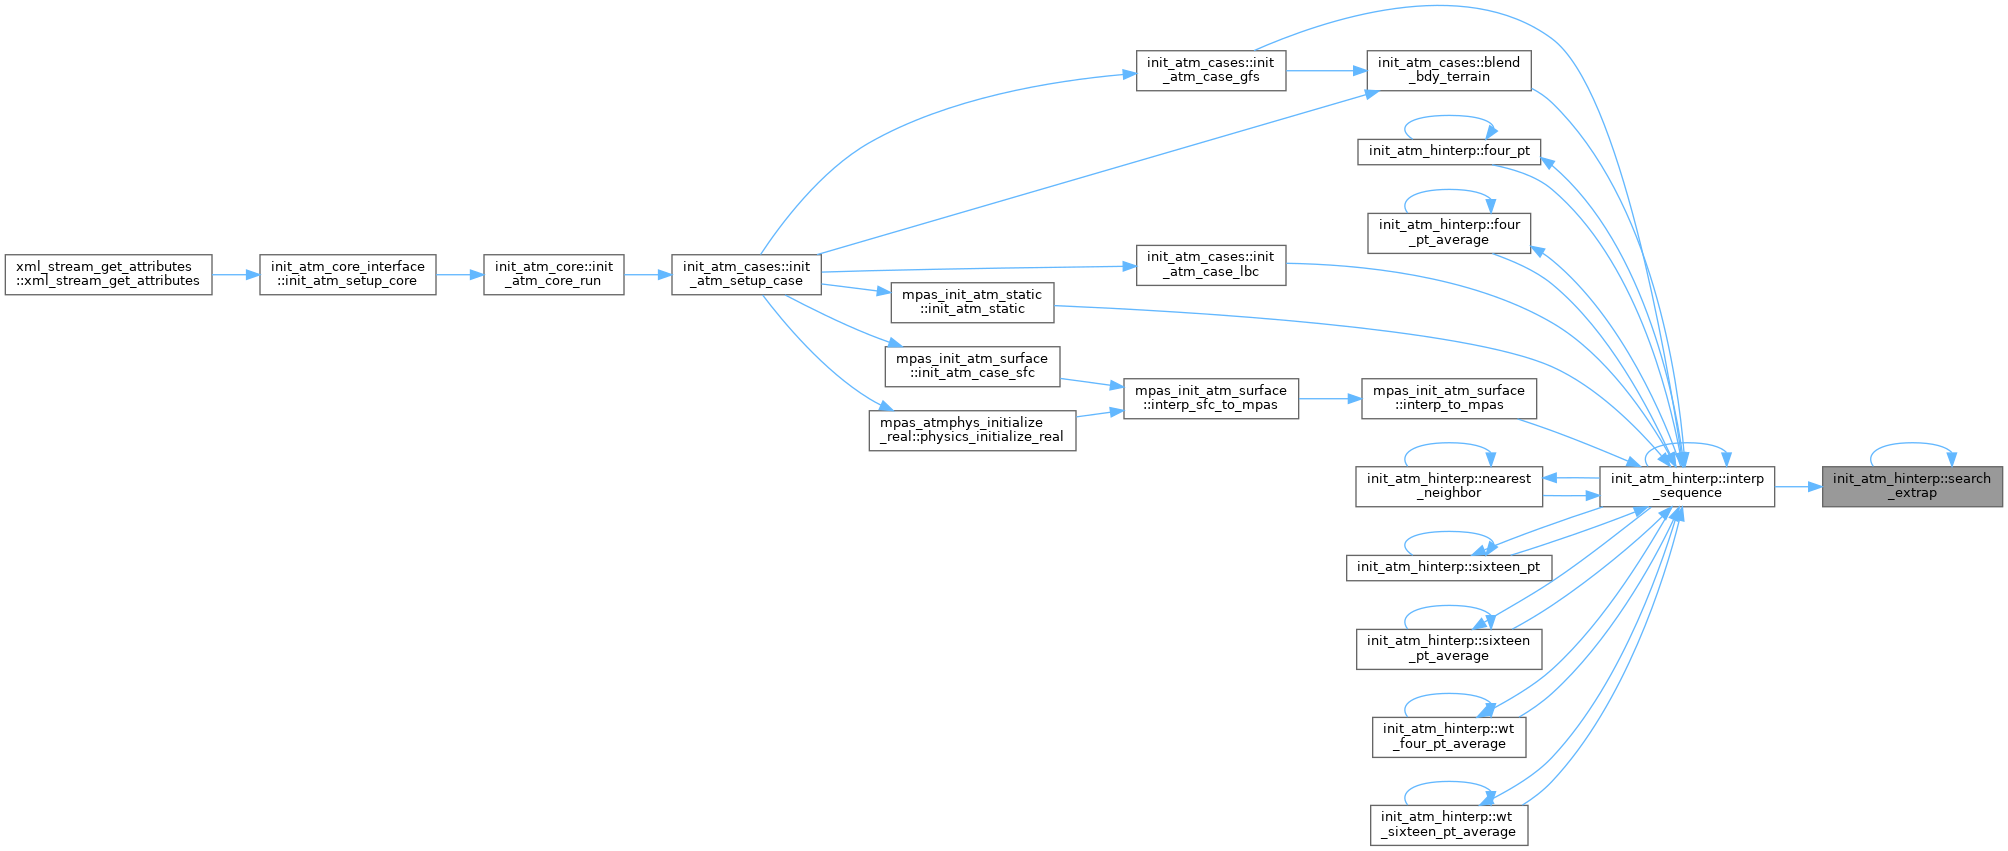 init_atm_cases::init
_atm_case_gfs
init_atm_cases::blend
_bdy_terrain
init_atm_hinterp::four_pt
init_atm_hinterp::four
_pt_average
xml_stream_get_attributes
::xml_stream_get_attributes
init_atm_core_interface
::init_atm_setup_core
init_atm_core::init
_atm_core_run
init_atm_cases::init
_atm_setup_case
init_atm_cases::init
_atm_case_lbc
mpas_init_atm_static
::init_atm_static
mpas_init_atm_surface
::init_atm_case_sfc
mpas_atmphys_initialize
_real::physics_initialize_real
mpas_init_atm_surface
::interp_sfc_to_mpas
mpas_init_atm_surface
::interp_to_mpas
init_atm_hinterp::nearest
_neighbor
init_atm_hinterp::interp
_sequence
init_atm_hinterp::search
_extrap
init_atm_hinterp::sixteen_pt
init_atm_hinterp::sixteen
_pt_average
init_atm_hinterp::wt
_four_pt_average
init_atm_hinterp::wt
_sixteen_pt_average